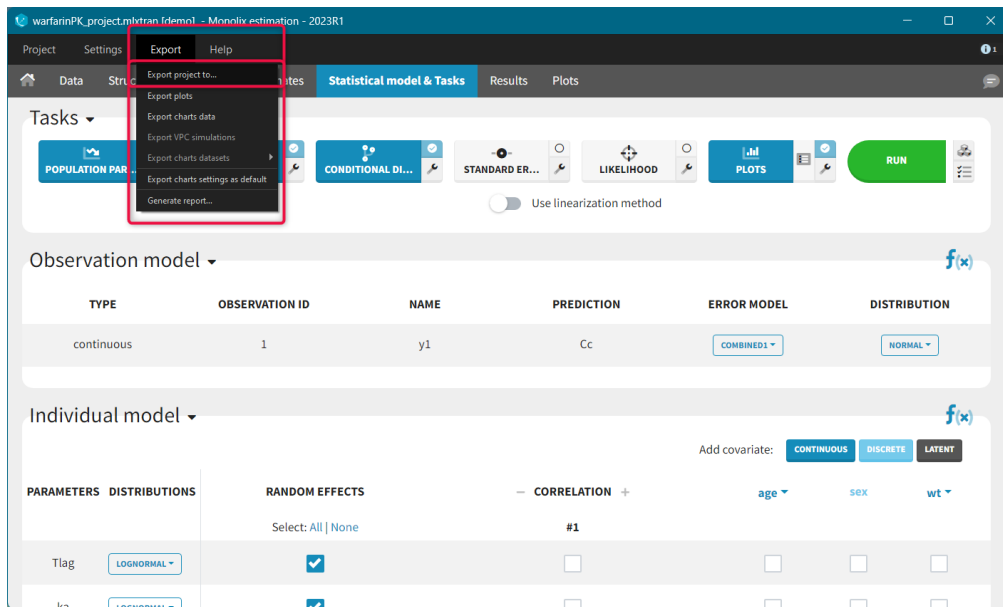 warfarinPK_project.mlxtran [demo] - Monolix estimation - 2023R1
Project Settings Export Help 1
Data Struc ates Statistical model & Tasks Results Plots
Export project to...
Export plots
Export charts data
Export VPC simulations
Export charts datasets
Export charts settings as default
Generate report...
Tasks
POPULATION PAR... CONDITIONAL DI... STANDARD ER... LIKELIHOOD PLOTS RUN
Use linearization method
Observation model f(x)
TYPE OBSERVATION ID NAME PREDICTION ERROR MODEL DISTRIBUTION
continuous 1 y1 Cc COMBINED1 NORMAL
Individual model f(x)
Add covariate: CONTINUOUS DISCRETE LATENT
PARAMETERS DISTRIBUTIONS RANDOM EFFECTS − CORRELATION + age sex wt
Select: All | None #1
Tlag LOGNORMAL
ka LOGNORMAL